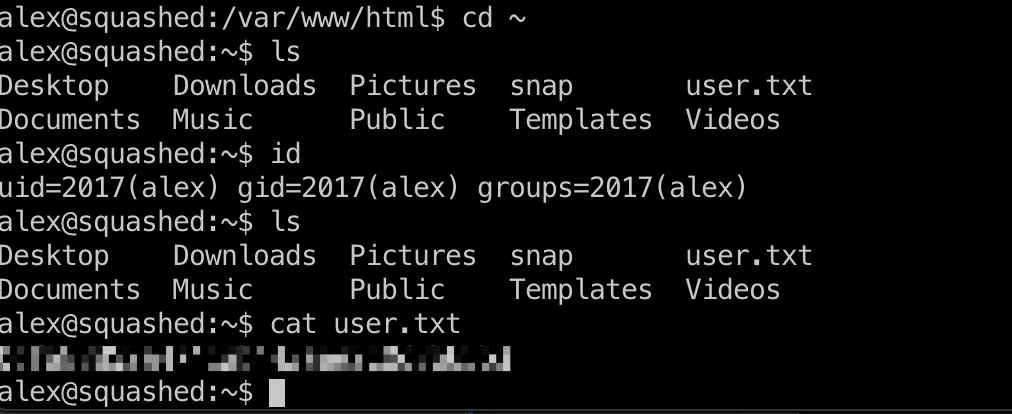 alex@squashed:/var/www/html$ cd ~
alex@squashed:~$ ls
Desktop    Downloads  Pictures  snap       user.txt
Documents  Music      Public    Templates  Videos
alex@squashed:~$ id
uid=2017(alex) gid=2017(alex) groups=2017(alex)
alex@squashed:~$ ls
Desktop    Downloads  Pictures  snap       user.txt
Documents  Music      Public    Templates  Videos
alex@squashed:~$ cat user.txt
alex@squashed:~$